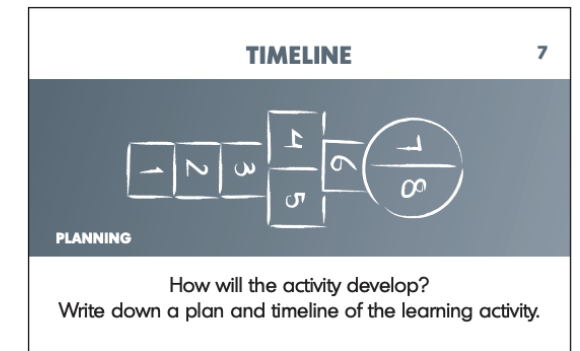 TIMELINE 7
1 2 3 4 5 6 7 8
PLANNING
How will the activity develop?
Write down a plan and timeline of the learning activity.